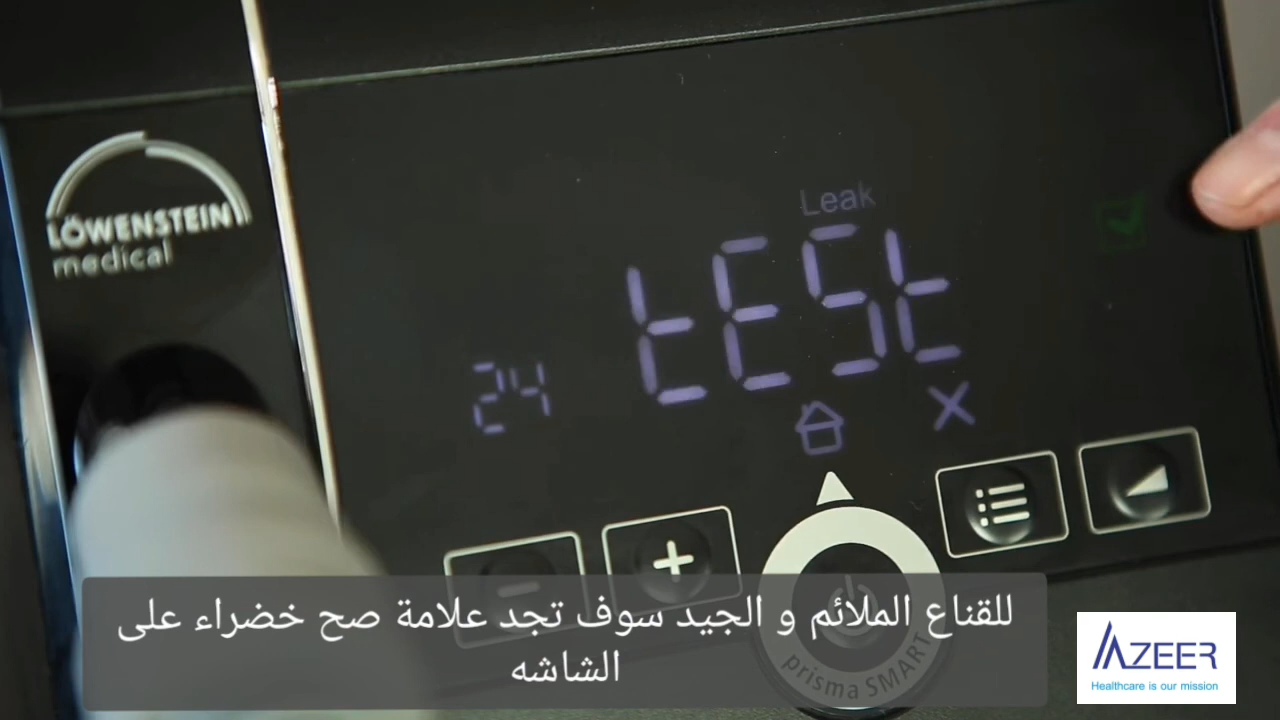 LÖWENSTEIN
medical
Leak
tESt
24
prisma SMART
للقناع الملائم و الجيد سوف تجد علامة صح خضراء على
الشاشه
AZEER
Healthcare is our mission